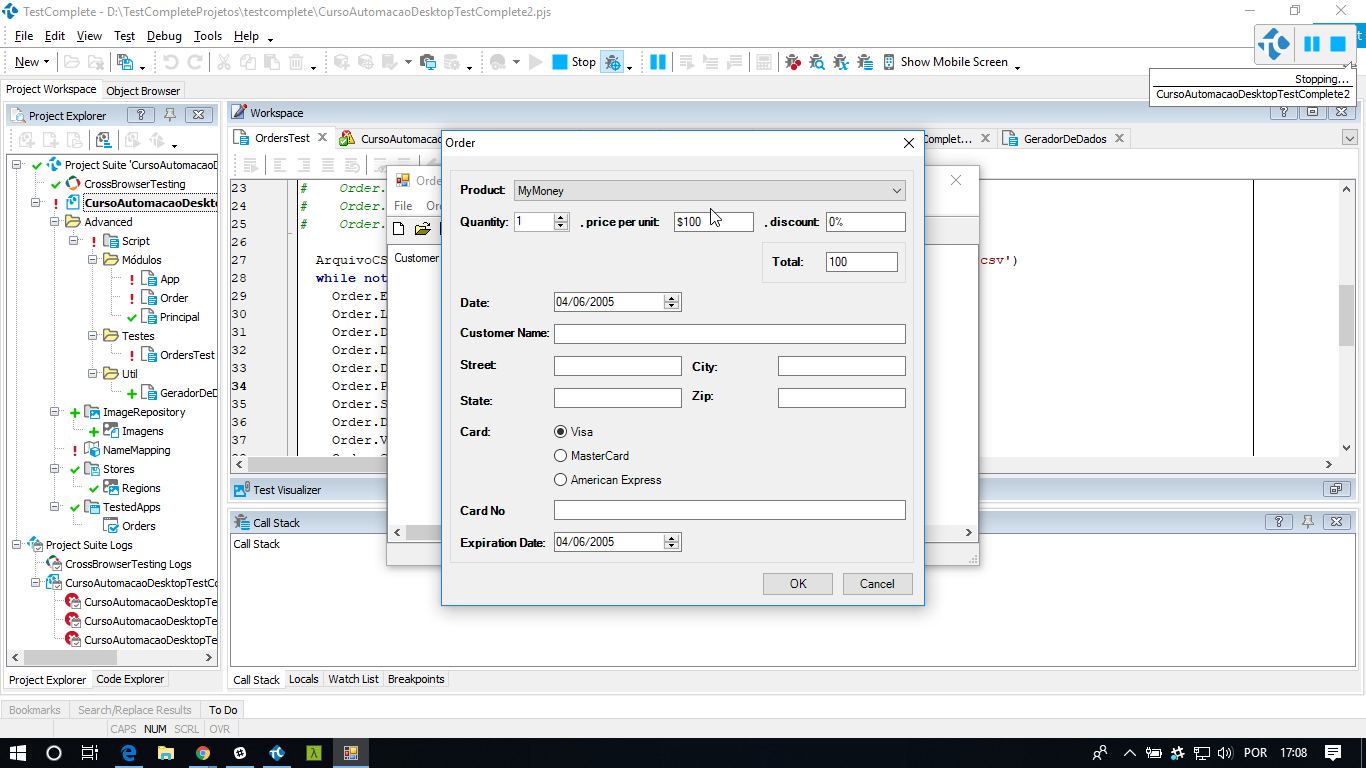 TestComplete - D:\TestCompleteProjetos\testcomplete\CursoAutomacaoDesktopTestComplete2.pjs
File Edit View Test Debug Tools Help
New Stop Show Mobile Screen
Stopping...
CursoAutomacaoDesktopTestComplete2
Project Workspace Object Browser
Project Explorer
Project Suite 'CursoAutomacaoD
CrossBrowserTesting
CursoAutomacaoDeskt
Advanced
Script
Módulos
App
Order
Principal
Testes
OrdersTest
Util
GeradorDeD
ImageRepository
Imagens
NameMapping
Stores
Regions
TestedApps
Orders
Project Suite Logs
CrossBrowserTesting Logs
CursoAutomacaoDesktopTestCo
CursoAutomacaoDesktopTe
CursoAutomacaoDesktopTe
CursoAutomacaoDesktopTe
Project Explorer Code Explorer
Workspace
OrdersTest CursoAutomac Complet... GeradorDeDados
23 # Order.
24 # Order.
25 # Order.
26
27 ArquivoCS csv')
28 while not
29 Order.E
30 Order.L
31 Order.D
32 Order.D
33 Order.D
34 Order.P
35 Order.S
36 Order.D
37 Order.V
Orde
File Or
Customer
Order
Product: MyMoney
Quantity: 1 , price per unit: $100 , discount: 0%
Total: 100
Date: 04/06/2005
Customer Name:
Street: City:
State: Zip:
Card: Visa
MasterCard
American Express
Card No
Expiration Date: 04/06/2005
OK Cancel
Test Visualizer
Call Stack
Call Stack
Call Stack Locals Watch List Breakpoints
Bookmarks Search/Replace Results To Do
CAPS NUM SCRL OVR
POR 17:08